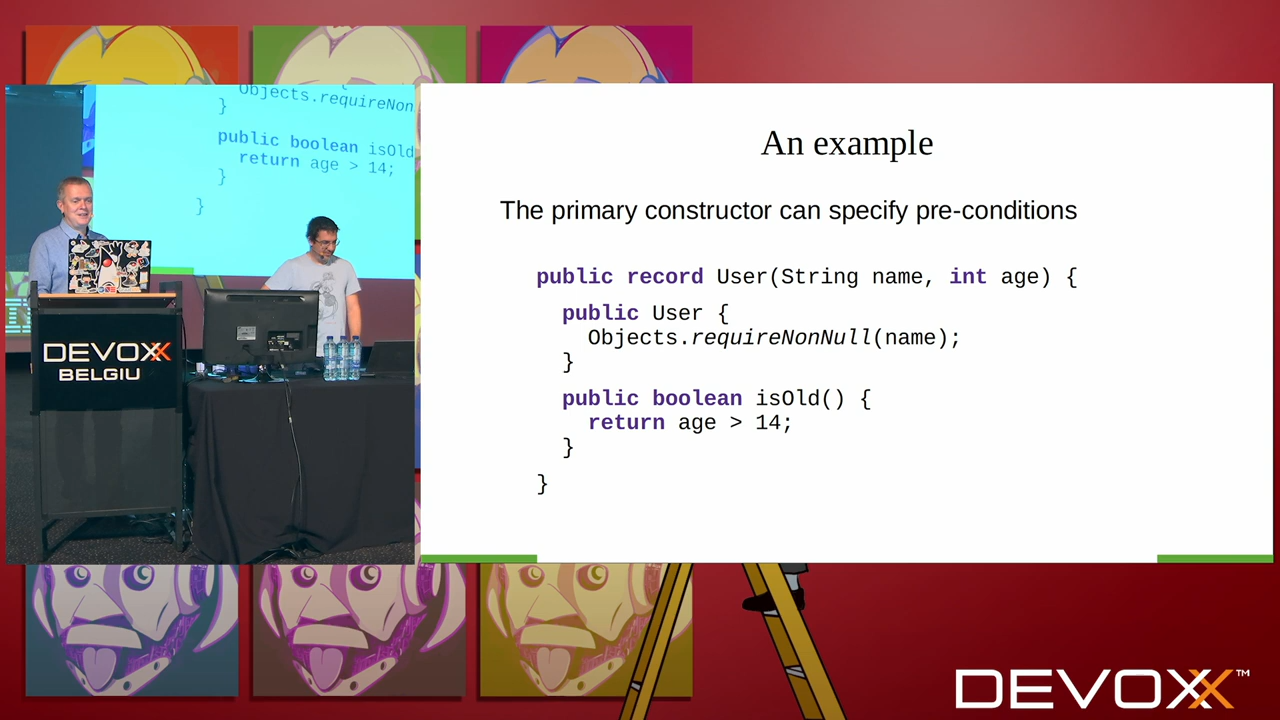 Objects.requireNon
}
public boolean isOld
return age > 14;
}
}
DEVOXX
BELGIU
An example
The primary constructor can specify pre-conditions
public record User(String name, int age) {
public User {
Objects.requireNonNull(name);
}
public boolean isOld() {
return age > 14;
}
}
DEVOXX™